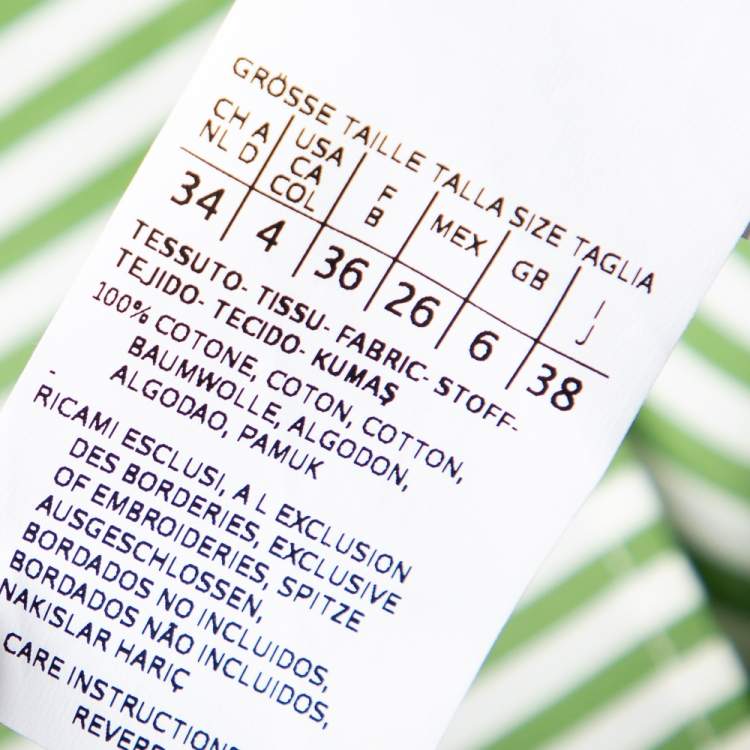 GRÖSSE TAILLE TALLA SIZE TAGLIA
CH A USA F MEX GB I
NL D CA B J
COL
34 4 36 26 6 38
TESSUTO- TISSU- FABRIC- STOFF-
TEJIDO- TECIDO- KUMAŞ
100% COTONE, COTON, COTTON,
BAUMWOLLE, ALGODON,
ALGODAO, PAMUK
-
RICAMI ESCLUSI, A L EXCLUSION
DES BORDERIES, EXCLUSIVE
OF EMBROIDERIES, SPITZE
AUSGESCHLOSSEN,
BORDADOS NO INCLUIDOS,
BORDADOS NÃO INCLUIDOS,
NAKISLAR HARIÇ
CARE INSTRUCTION